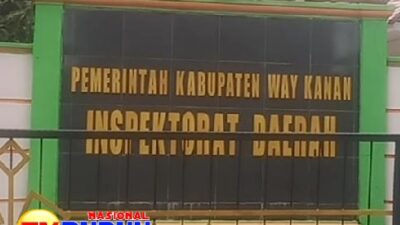 PEMERINTAH KABUPATEN WAY KANAN
INSPEKTORAT DAERAH
NASIONAL